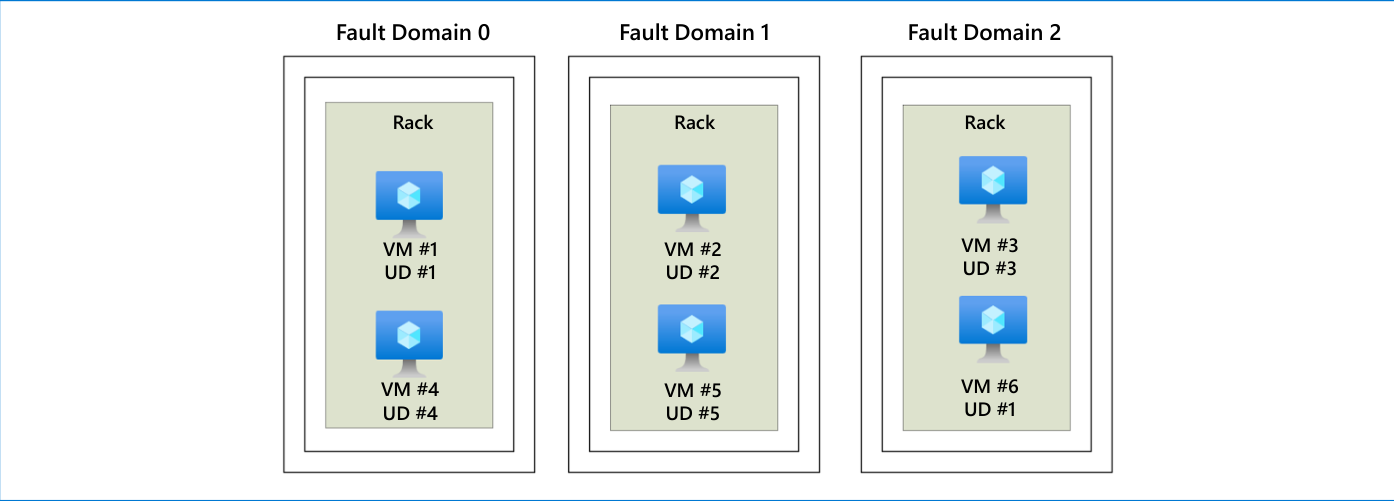 Fault Domain 0
Rack
VM #1
UD #1
VM #4
UD #4
Fault Domain 1
Rack
VM #2
UD #2
VM #5
UD #5
Fault Domain 2
Rack
VM #3
UD #3
VM #6
UD #1